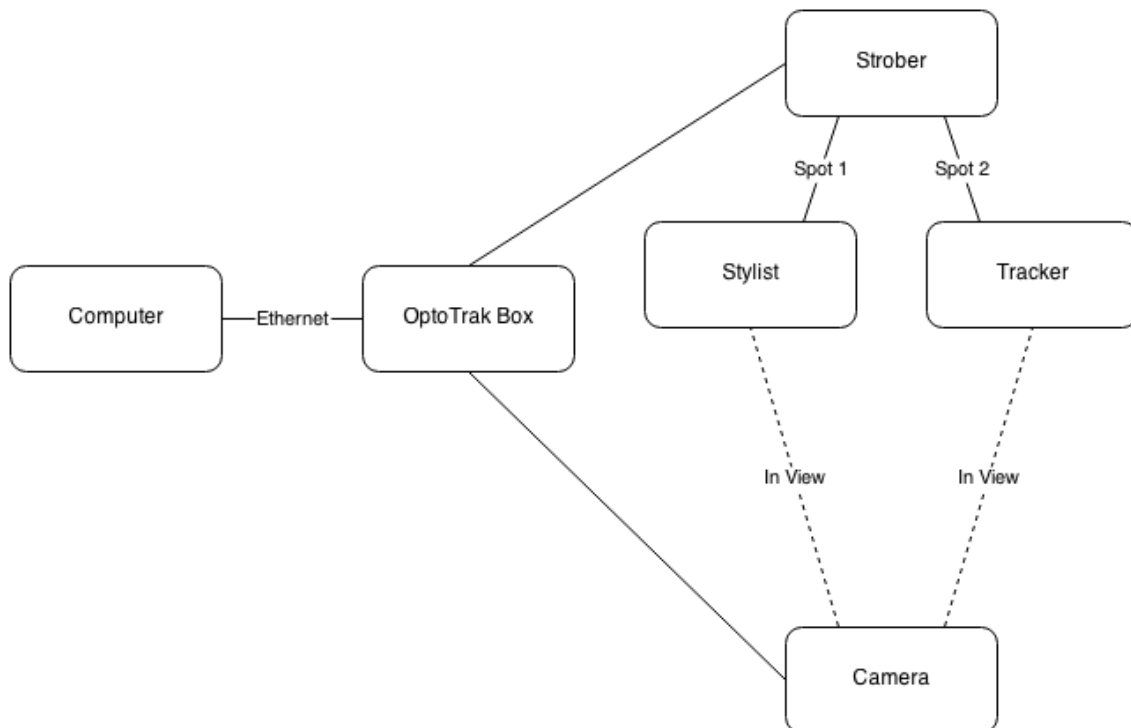 Strober
Spot 1
Spot 2
Stylist
Tracker
Computer
Ethernet
OptoTrak Box
In View
In View
Camera